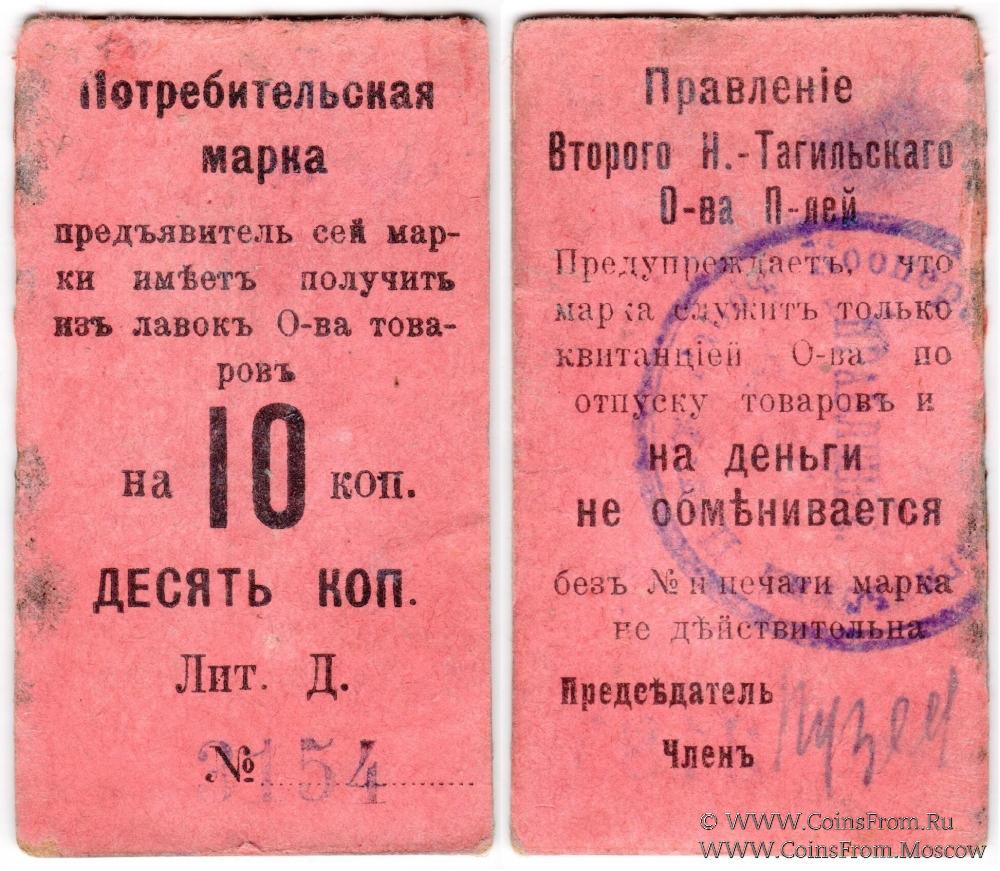 Потребительская
марка
предъявитель сей мар-
ки имѣетъ получить
изъ лавокъ О-ва това-
ровъ
на 10 коп.
ДЕСЯТЬ КОП.
Лит. Д.
№ 3154
Правленіе
Второго Н.-Тагильскаго
О-ва П-лей
Предупреждаетъ, что
марка служитъ только
квитанціей О-ва по
отпуску товаровъ и
на деньги
не обмѣнивается
безъ № и печати марка
не дѣйствительна
Предсѣдатель
Членъ
© WWW.CoinsFrom.Ru
WWW.CoinsFrom.Moscow